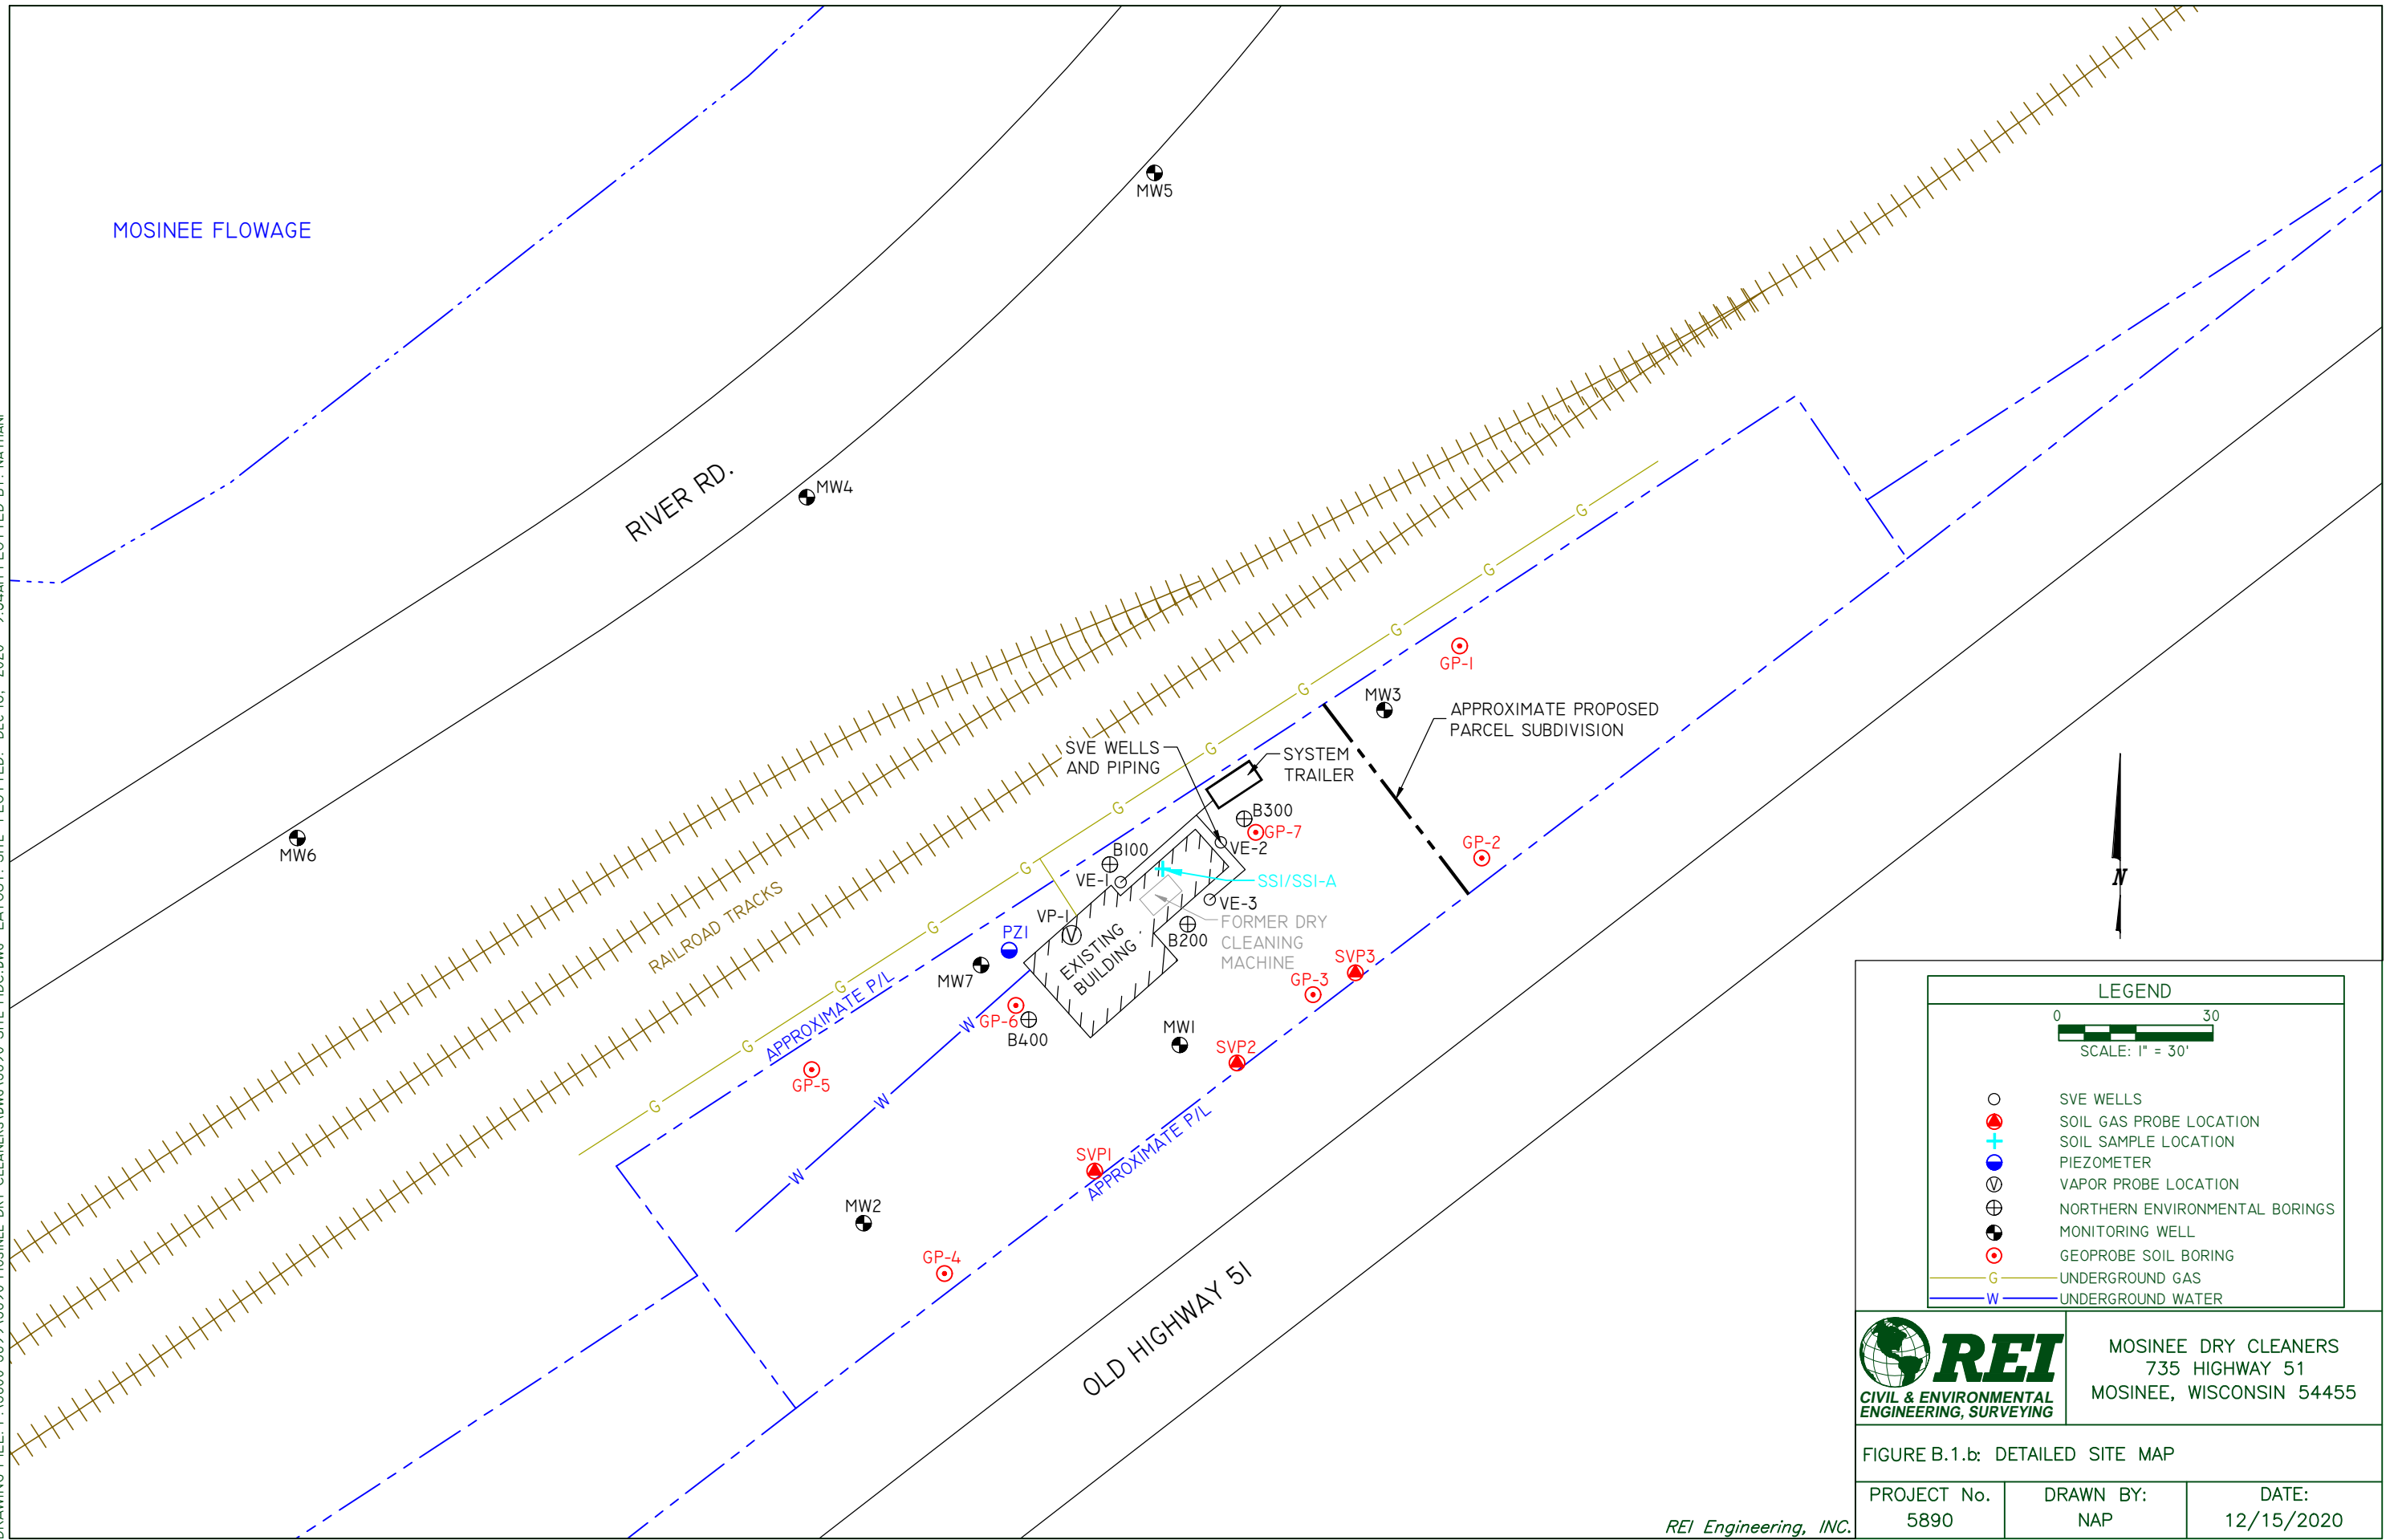 MOSINEE FLOWAGE
MW5
RIVER RD.
MW4
MW6
RAILROAD TRACKS
GP-1
MW3
APPROXIMATE PROPOSED
PARCEL SUBDIVISION
SVE WELLS
AND PIPING
SYSTEM
TRAILER
B300
GP-7
VE-2
B100
VE-1
SS1/SS1-A
VE-3
GP-2
VP-1
V
PZ1
FORMER DRY
CLEANING
MACHINE
B200
EXISTING
BUILDING
MW7
SVP3
GP-3
GP-6
B400
MW1
SVP2
APPROXIMATE P/L
GP-5
APPROXIMATE P/L
SVP1
MW2
GP-4
OLD HIGHWAY 51
G
G
G
G
G
G
G
G
G
G
G
W
W
W
N
LEGEND
0 30
SCALE: 1" = 30'
SVE WELLS
SOIL GAS PROBE LOCATION
SOIL SAMPLE LOCATION
PIEZOMETER
V VAPOR PROBE LOCATION
NORTHERN ENVIRONMENTAL BORINGS
MONITORING WELL
GEOPROBE SOIL BORING
G UNDERGROUND GAS
W UNDERGROUND WATER
REI
CIVIL & ENVIRONMENTAL
ENGINEERING, SURVEYING
MOSINEE DRY CLEANERS
735 HIGHWAY 51
MOSINEE, WISCONSIN 54455
FIGURE B.1.b: DETAILED SITE MAP
PROJECT No.
5890
DRAWN BY:
NAP
DATE:
12/15/2020
REI Engineering, INC.